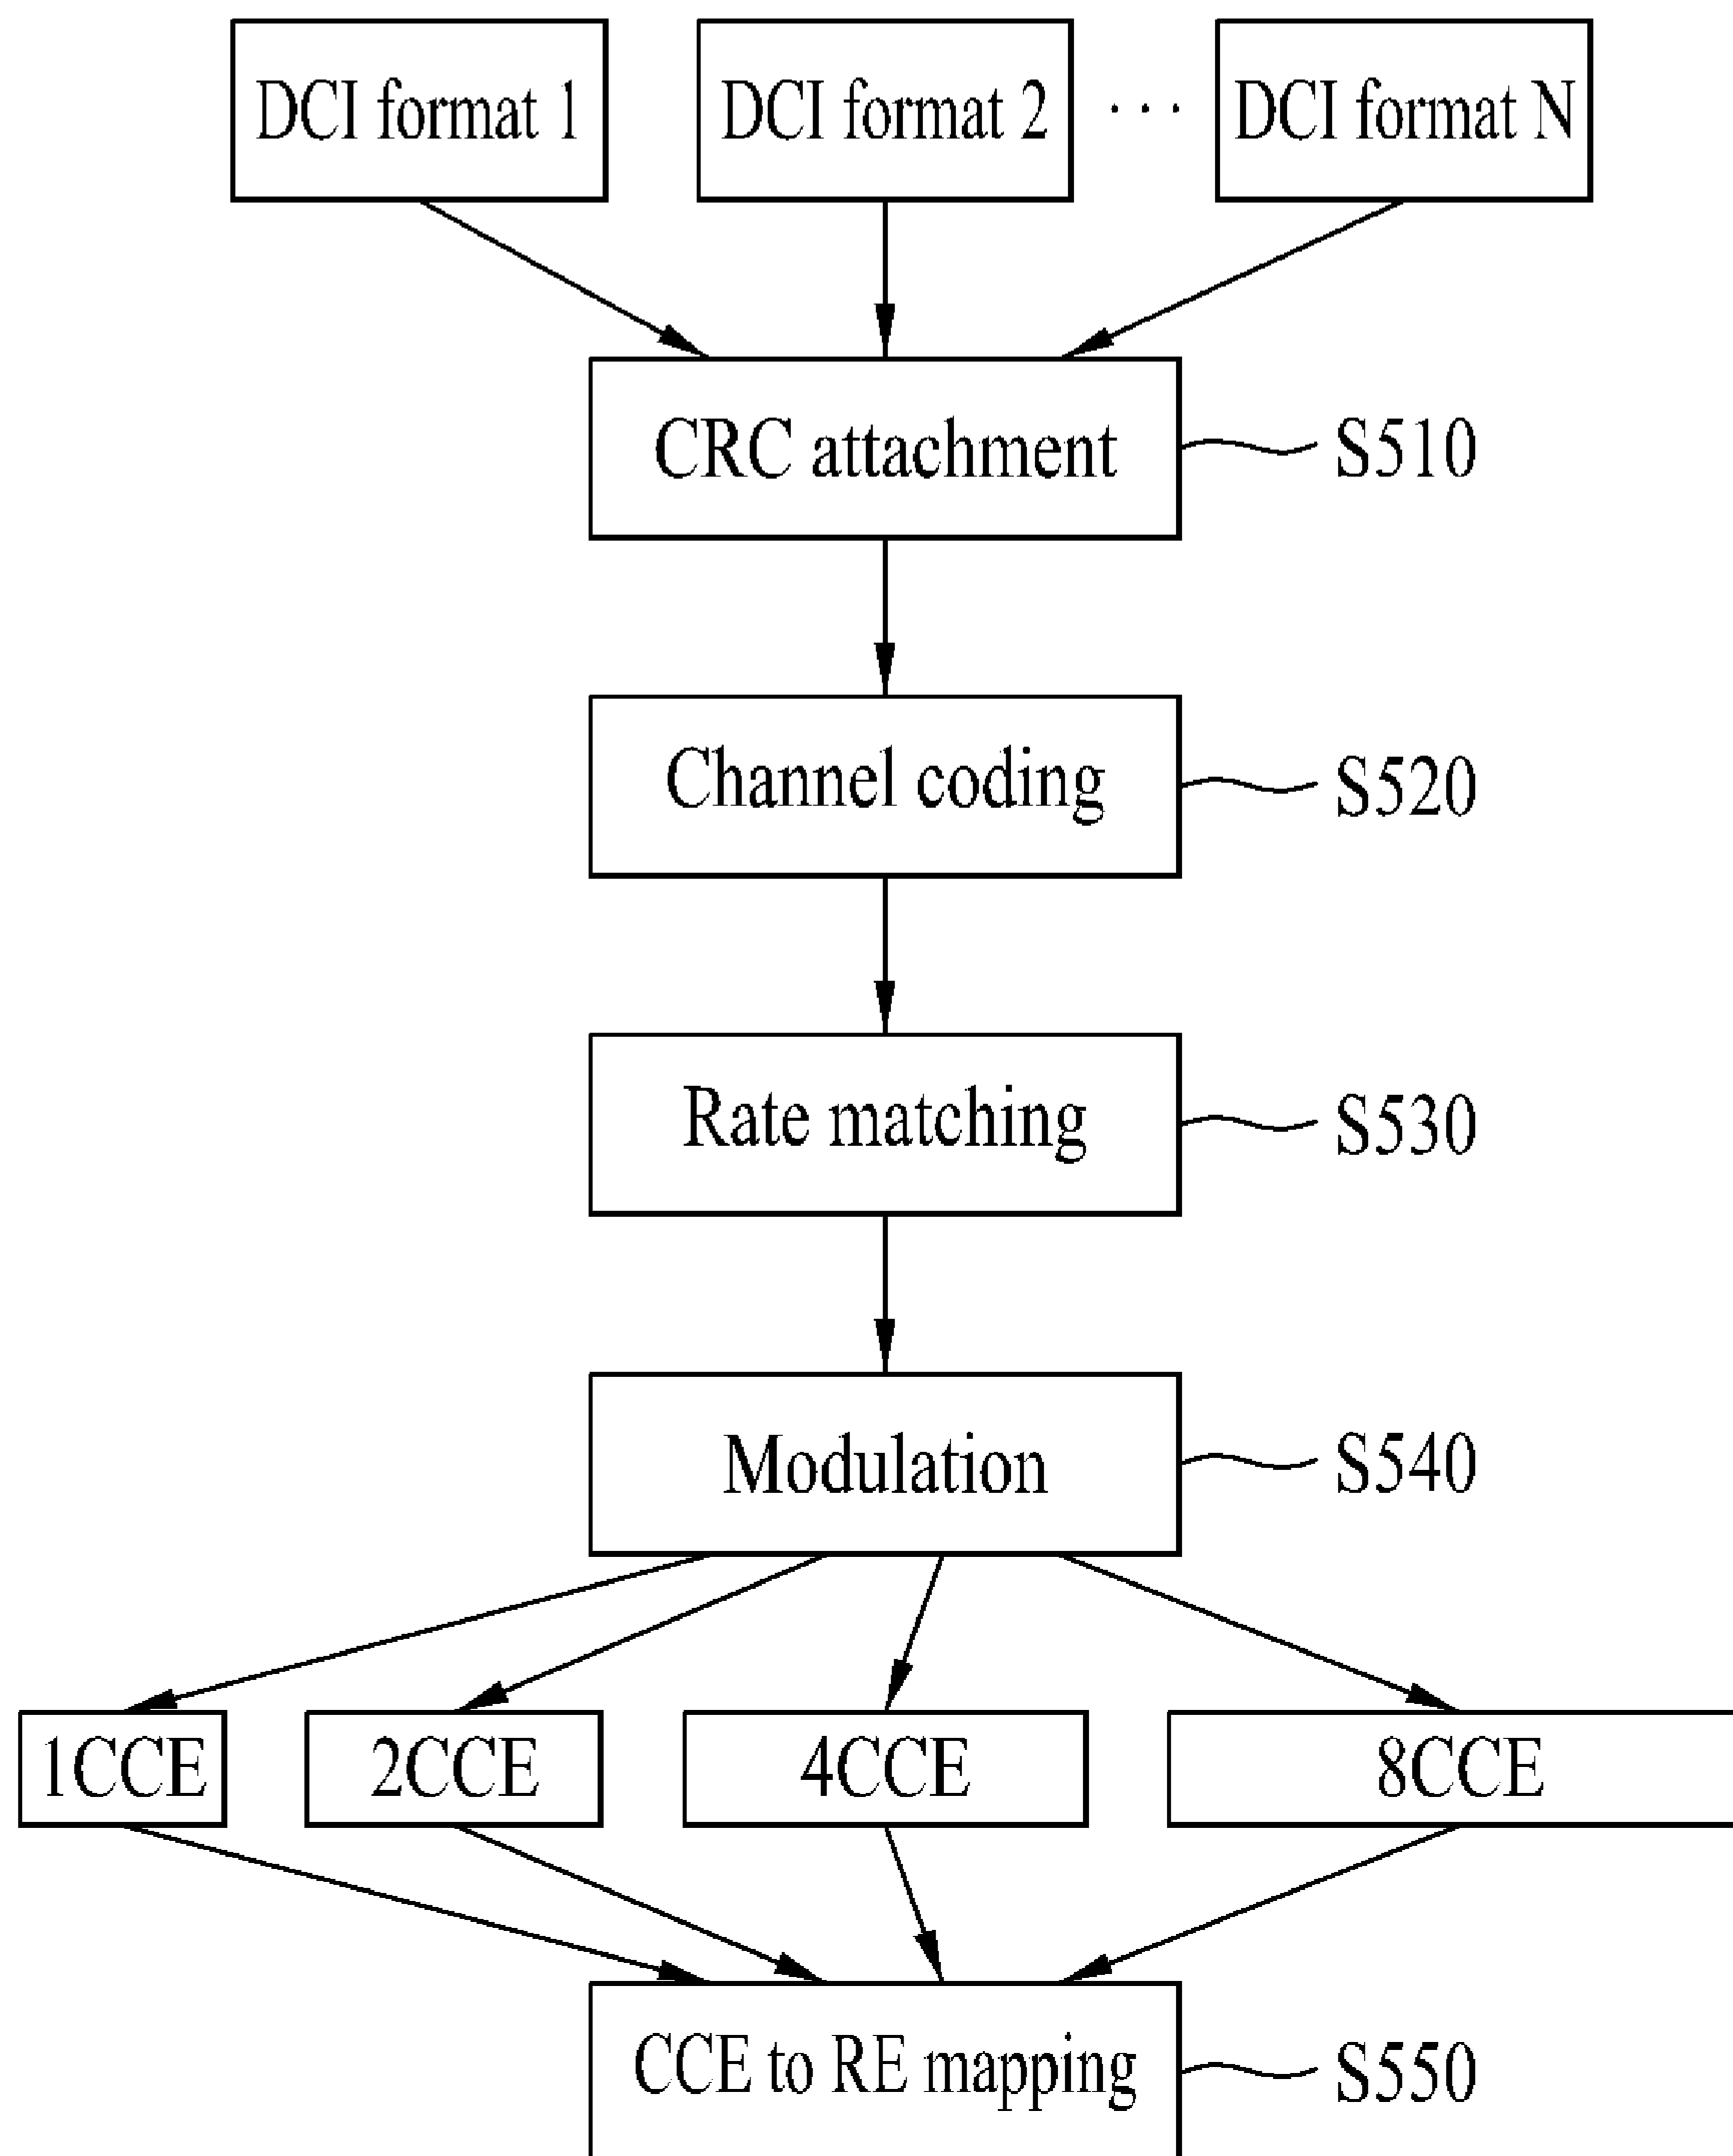 DCI format 1
DCI format 2
...
DCI format N
CRC attachment
S510
Channel coding
S520
Rate matching
S530
Modulation
S540
1CCE
2CCE
4CCE
8CCE
CCE to RE mapping
S550